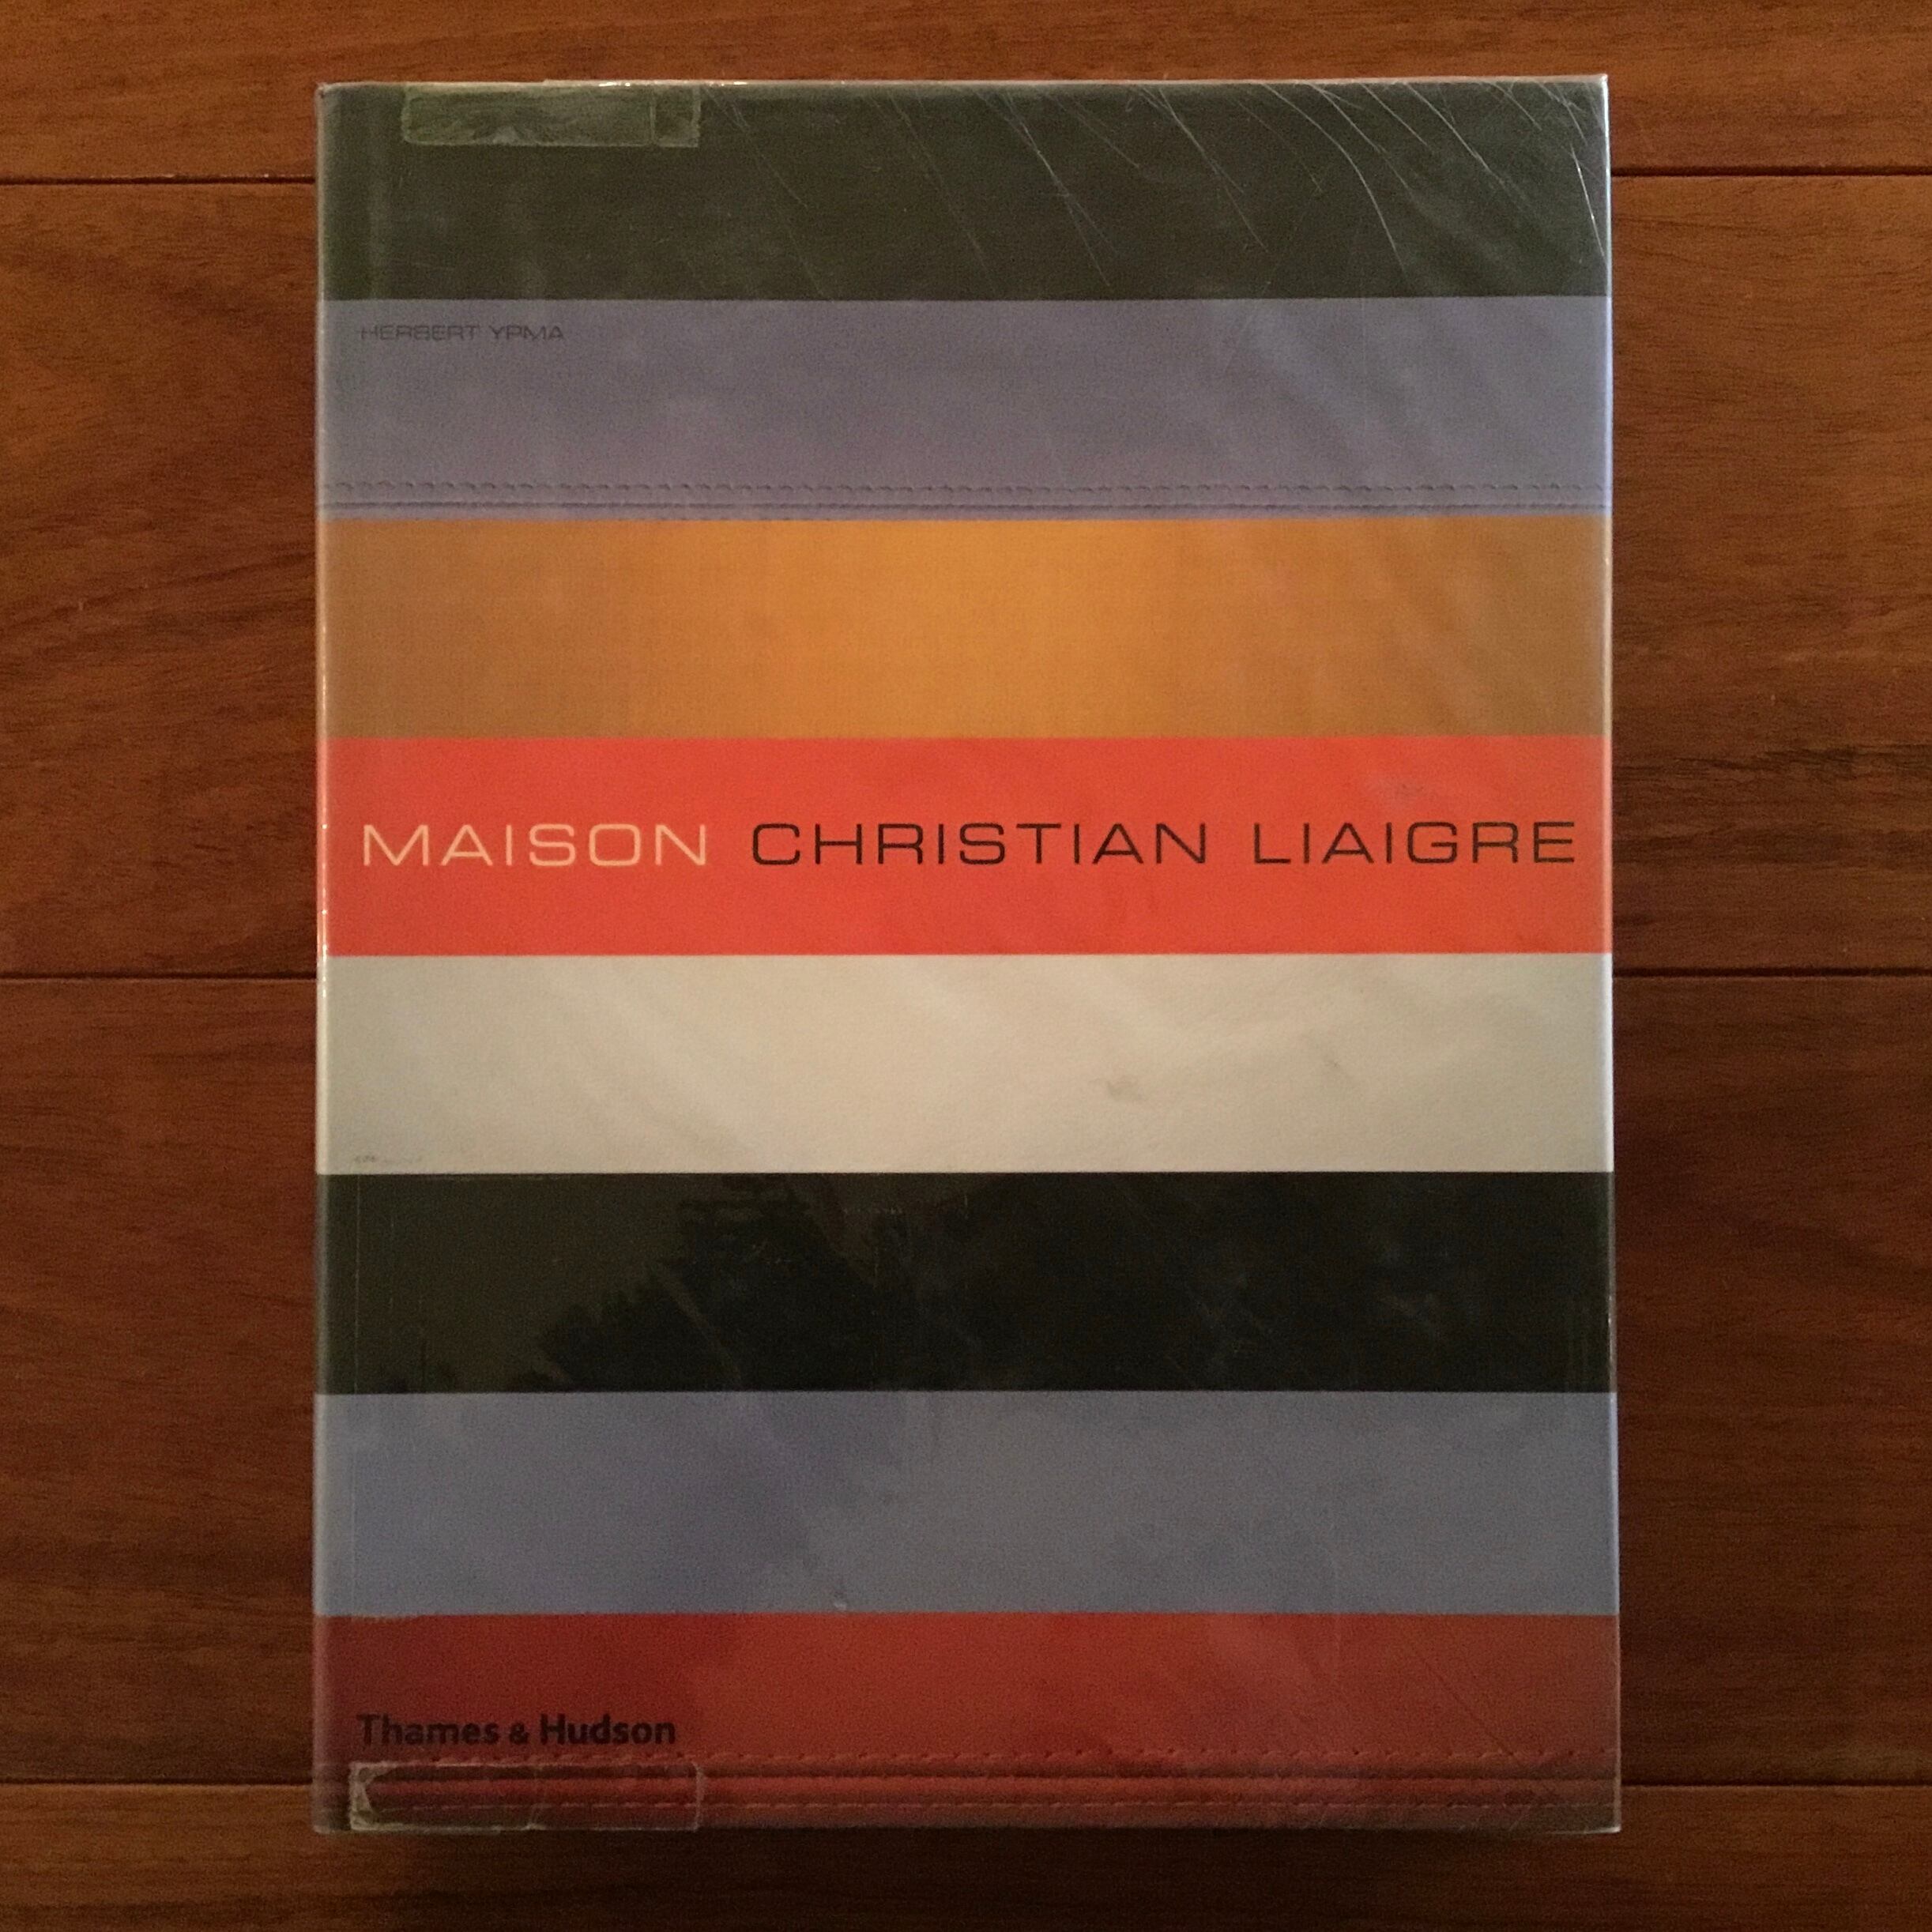 HERBERT YPMA
MAISON CHRISTIAN LIAIGRE
Thames & Hudson